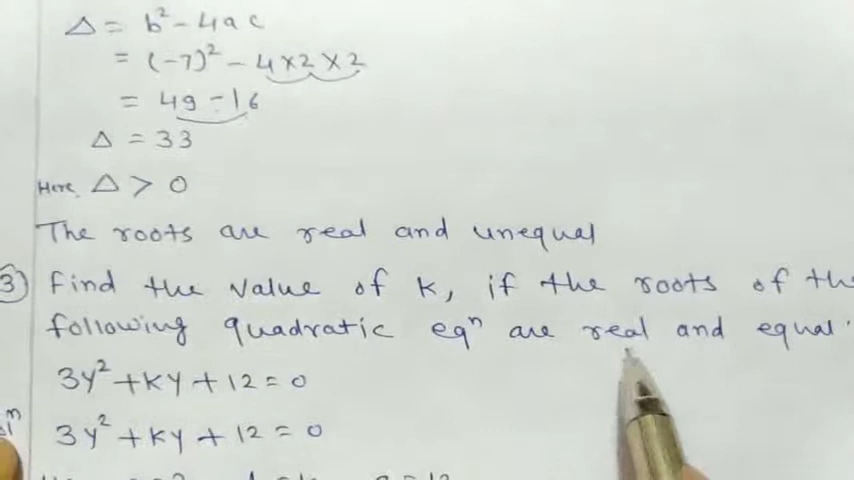 Δ = b² - 4ac
= (-7)² - 4×2×2
= 49 - 16
Δ = 33
Here, Δ > 0
The roots are real and unequal
③ Find the value of K, if the roots of the
following quadratic eqⁿ are real and equal.
3y² + Ky + 12 = 0
3y² + Ky + 12 = 0